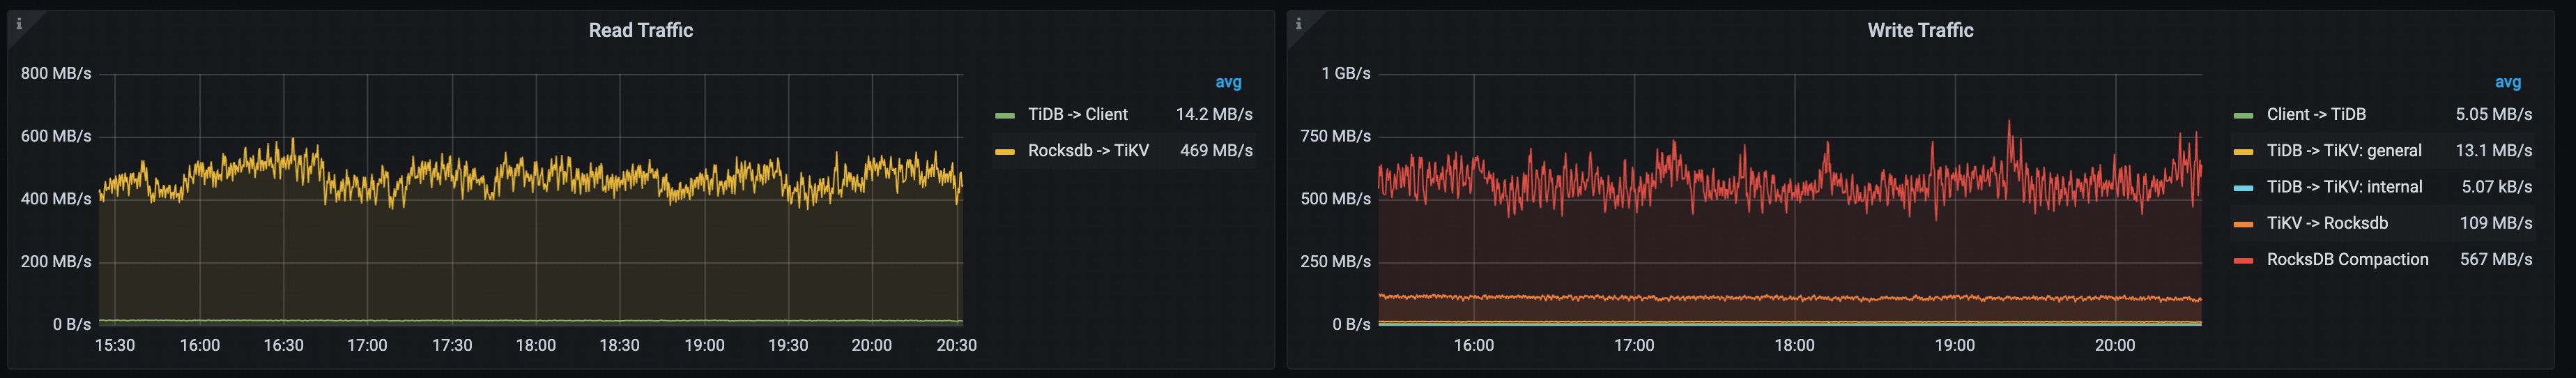 i
Read Traffic
800 MB/s
600 MB/s
400 MB/s
200 MB/s
0 B/s
15:30 16:00 16:30 17:00 17:30 18:00 18:30 19:00 19:30 20:00 20:30
avg
TiDB -> Client 14.2 MB/s
Rocksdb -> TiKV 469 MB/s
i
Write Traffic
1 GB/s
750 MB/s
500 MB/s
250 MB/s
0 B/s
16:00 17:00 18:00 19:00 20:00
avg
Client -> TiDB 5.05 MB/s
TiDB -> TiKV: general 13.1 MB/s
TiDB -> TiKV: internal 5.07 kB/s
TiKV -> Rocksdb 109 MB/s
RocksDB Compaction 567 MB/s